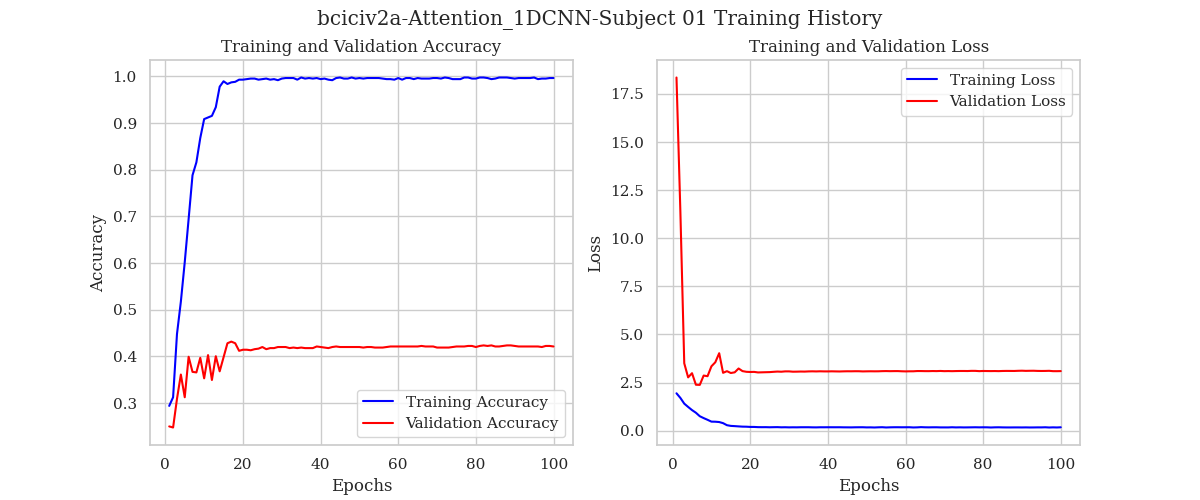 bciciv2a-Attention_1DCNN-Subject 01 Training History
Training and Validation Accuracy
1.0
0.9
0.8
0.7
0.6
0.5
0.4
0.3
Accuracy
Training Accuracy
Validation Accuracy
0 20 40 60 80 100
Epochs
Training and Validation Loss
17.5
15.0
12.5
10.0
7.5
5.0
2.5
0.0
Loss
Training Loss
Validation Loss
0 20 40 60 80 100
Epochs